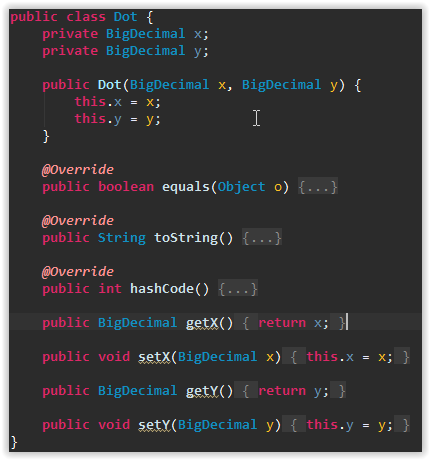 public class Dot {
private BigDecimal x;
private BigDecimal y;
public Dot(BigDecimal x, BigDecimal y) {
this.x = x;
this.y = y;
}
@Override
public boolean equals(Object o) {...}
@Override
public String toString() {...}
@Override
public int hashCode() {...}
public BigDecimal getX() { return x; }
public void setX(BigDecimal x) { this.x = x; }
public BigDecimal getY() { return y; }
public void setY(BigDecimal y) { this.y = y; }
}